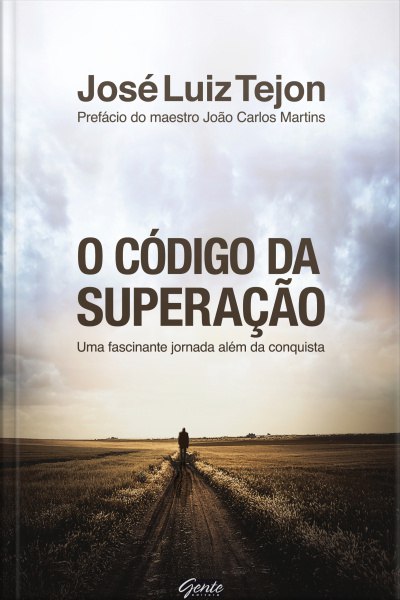 José Luiz Tejon
Prefácio do maestro João Carlos Martins
O CÓDIGO DA
SUPERAÇÃO
Uma fascinante jornada além da conquista
Gente
editora